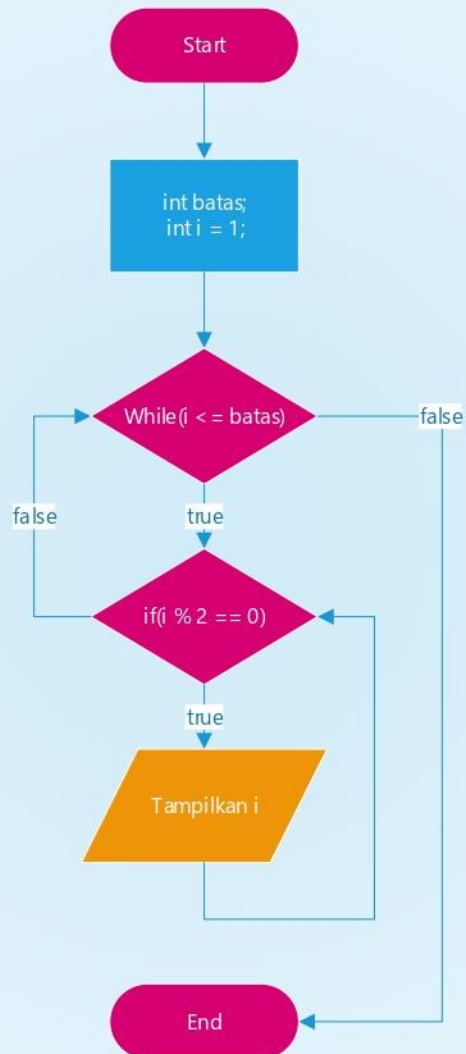 Start
int batas;
int i = 1;
While(i < = batas)
false
false
true
if(i % 2 == 0)
true
Tampilkan i
End